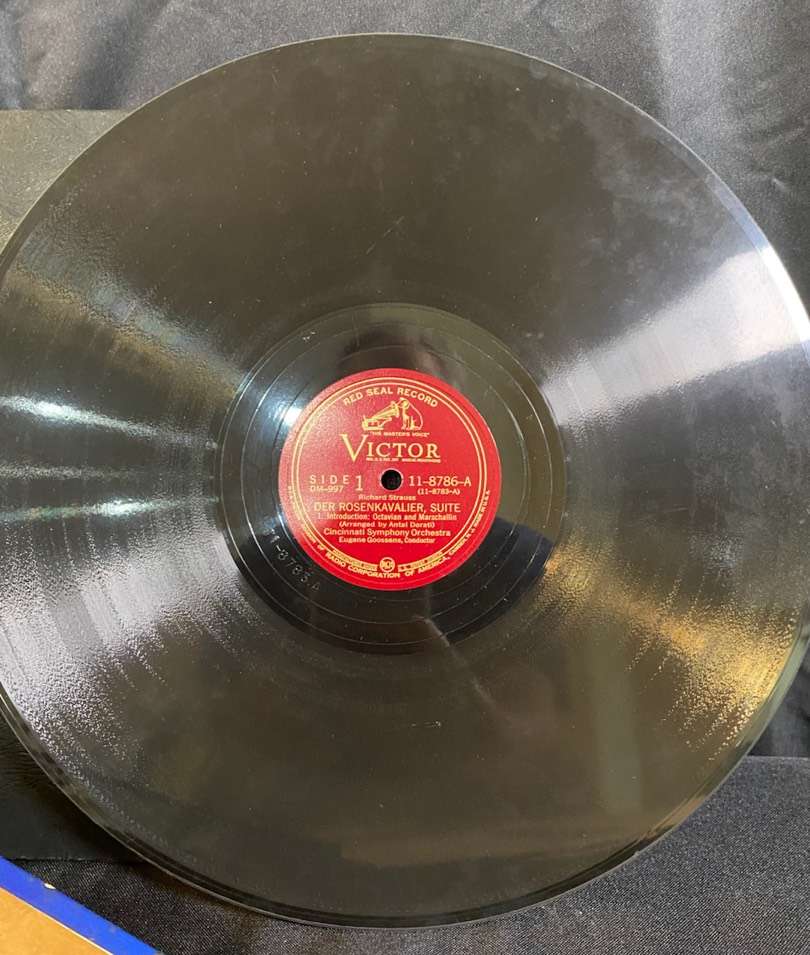 RED SEAL RECORD
"HIS MASTER'S VOICE"
VICTOR
SIDE 1 11-8786-A
DM-997 (11-8783-A)
Richard Strauss
DER ROSENKAVALIER, SUITE
1. Introduction: Octavian and Marschallin
(Arranged by Antal Dorati)
Cincinnati Symphony Orchestra
Eugene Goossens, Conductor
RCA
RADIO CORPORATION OF AMERICA,
11-8783A